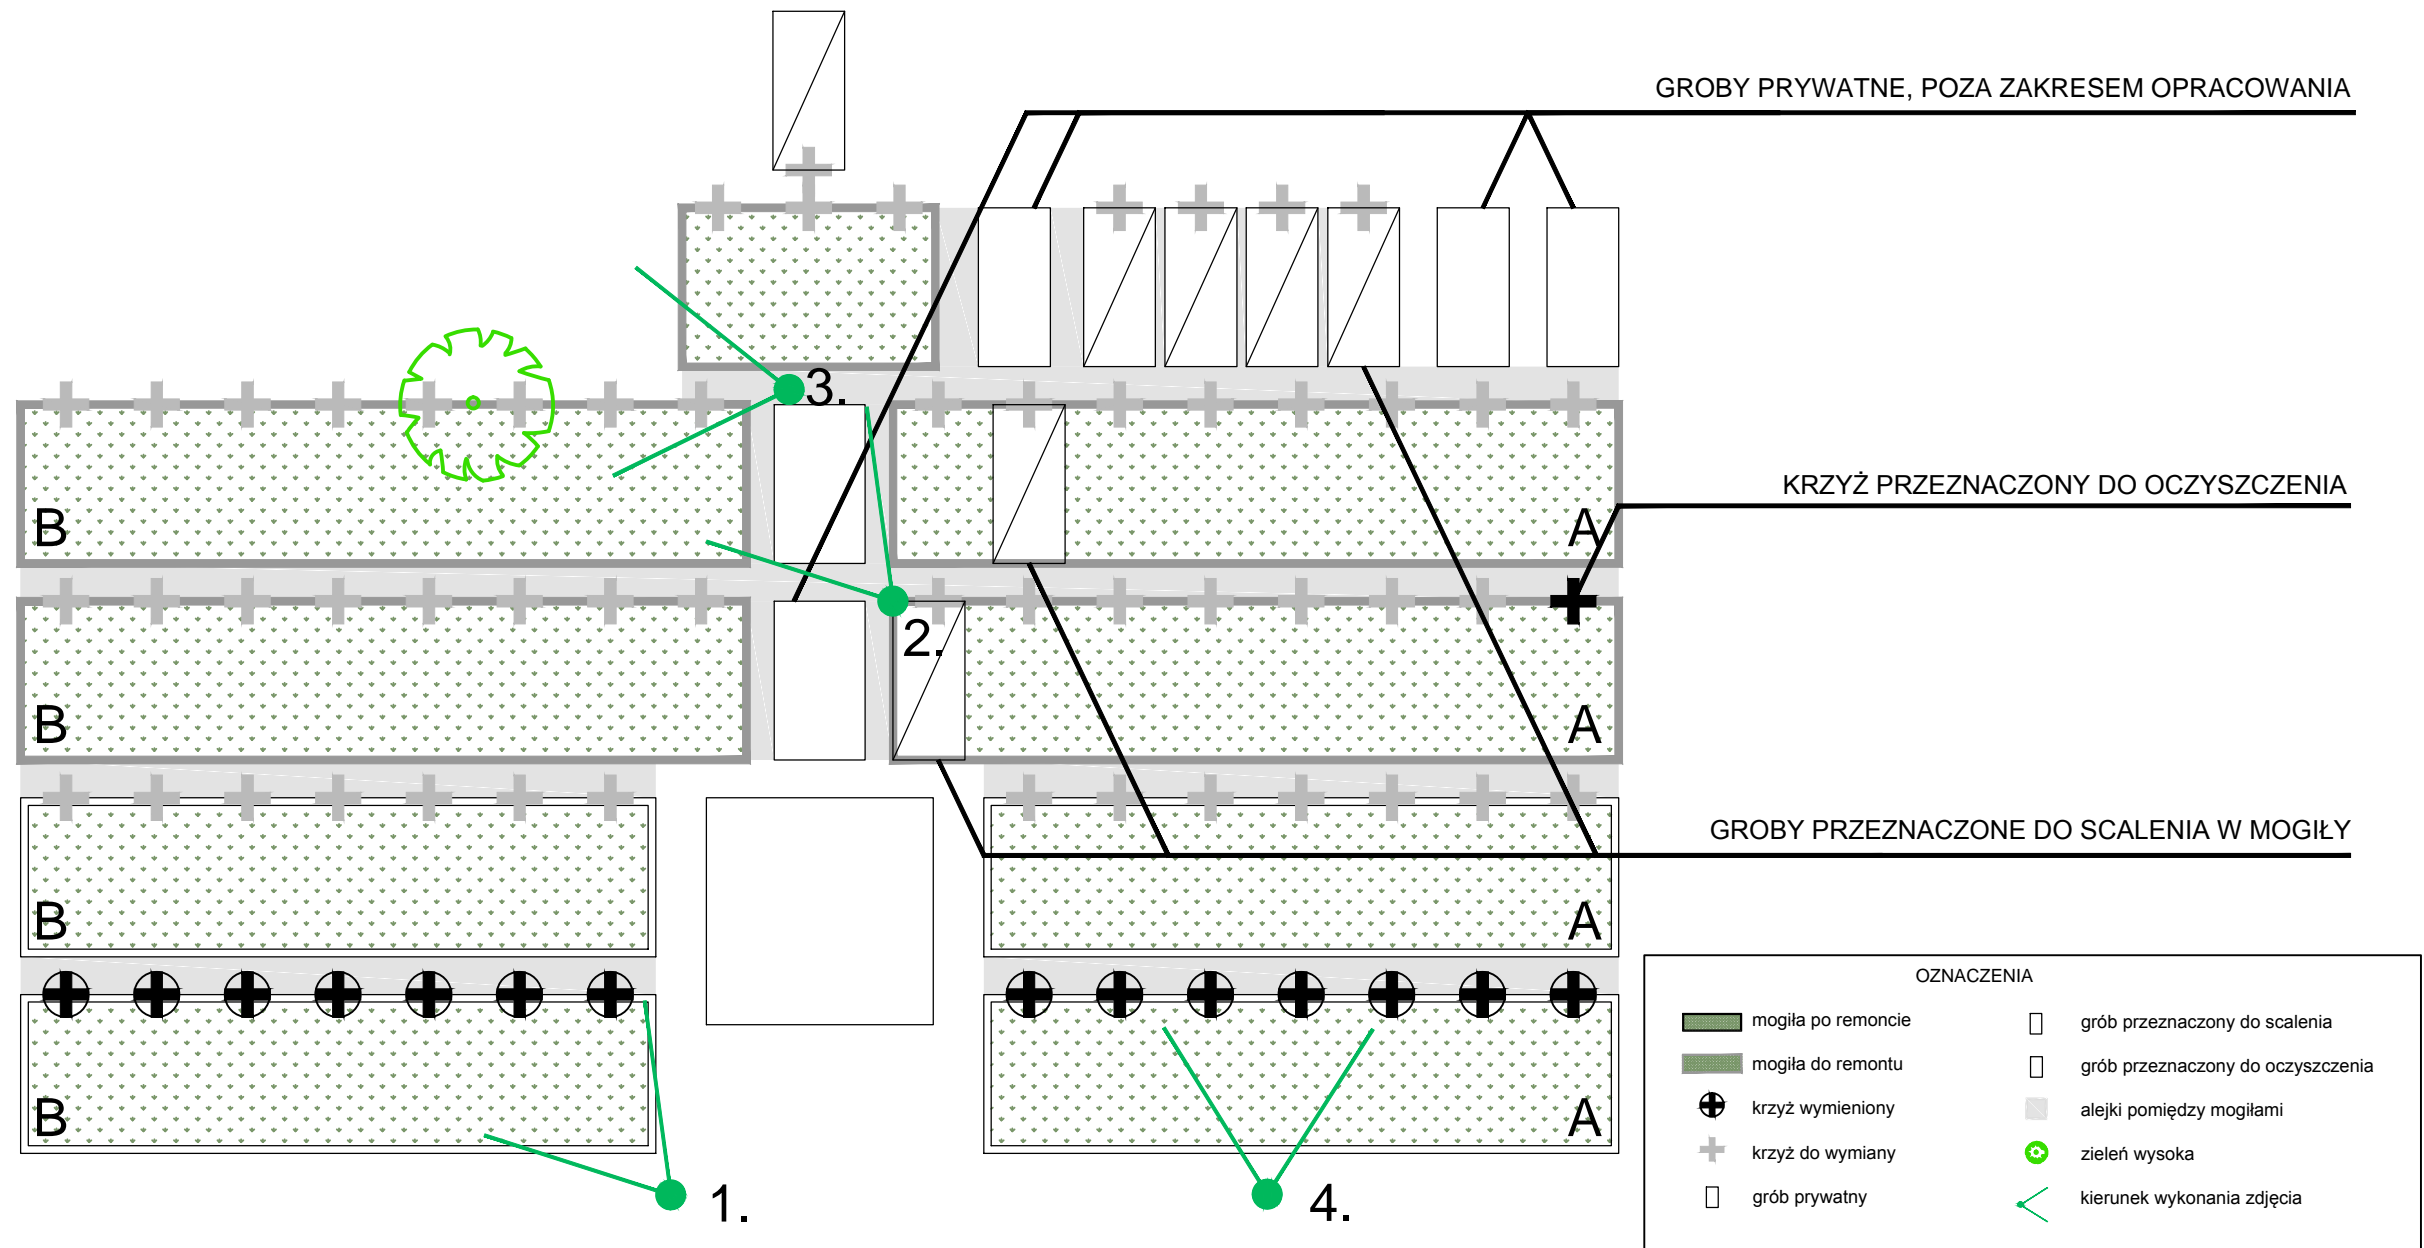 GROBY PRYWATNE, POZA ZAKRESEM OPRACOWANIA
3.
KRZYŻ PRZEZNACZONY DO OCZYSZCZENIA
B
A
2.
B
A
GROBY PRZEZNACZONE DO SCALENIA W MOGIŁY
B
A
B
A
1.
4.
OZNACZENIA
mogiła po remoncie
mogiła do remontu
krzyż wymieniony
krzyż do wymiany
grób prywatny
grób przeznaczony do scalenia
grób przeznaczony do oczyszczenia
alejki pomiędzy mogiłami
zieleń wysoka
kierunek wykonania zdjęcia